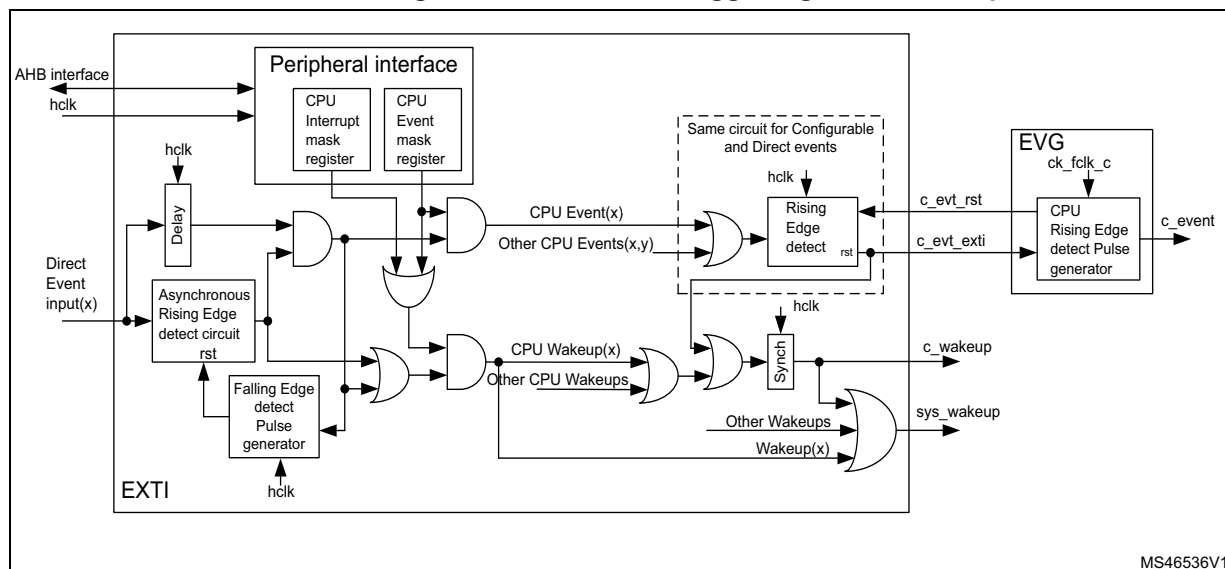 AHB interface
hclk
Peripheral interface
CPU
Interrupt
mask
register
CPU
Event
mask
register
hclk
Delay
Direct
Event
input(x)
Asynchronous
Rising Edge
detect circuit
rst
Falling Edge
detect
Pulse
generator
hclk
EXTI
CPU Event(x)
Other CPU Events(x,y)
Same circuit for Configurable
and Direct events
hclk
Rising
Edge
detect
rst
c_evt_rst
c_evt_exti
EVG
ck_fclk_c
CPU
Rising Edge
detect Pulse
generator
c_event
CPU Wakeup(x)
Other CPU Wakeups
hclk
Synch
c_wakeup
Other Wakeups
Wakeup(x)
sys_wakeup
MS46536V1